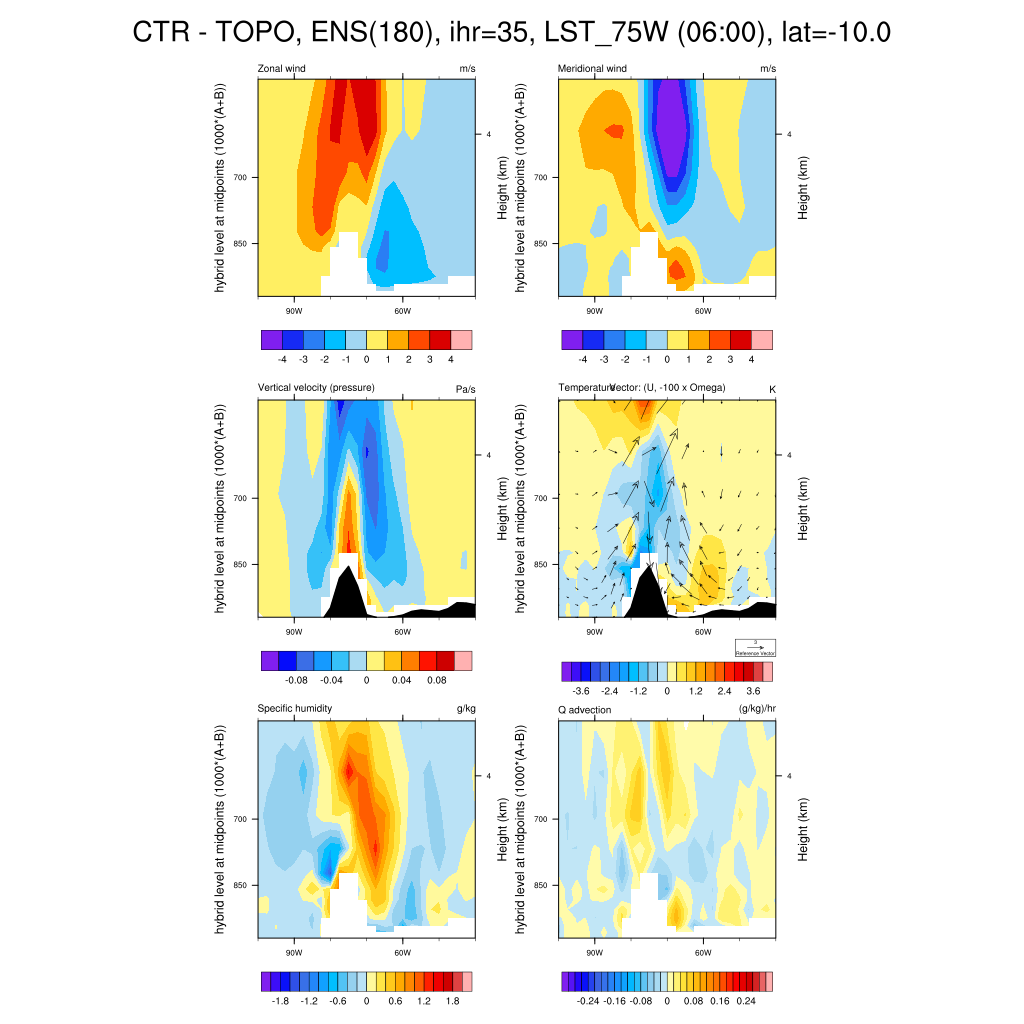 CTR - TOPO, ENS(180), ihr=35, LST_75W (06:00), lat=-10.0
Zonal wind m/s
hybrid level at midpoints (1000*(A+B))
700
850
4
Height (km)
90W 60W
-4 -3 -2 -1 0 1 2 3 4
Meridional wind m/s
hybrid level at midpoints (1000*(A+B))
700
850
4
Height (km)
90W 60W
-4 -3 -2 -1 0 1 2 3 4
Vertical velocity (pressure) Pa/s
hybrid level at midpoints (1000*(A+B))
700
850
4
Height (km)
90W 60W
-0.08 -0.04 0 0.04 0.08
Temperature Vector: (U, -100 x Omega) K
hybrid level at midpoints (1000*(A+B))
700
850
4
Height (km)
90W 60W
3
Reference Vector
-3.6 -2.4 -1.2 0 1.2 2.4 3.6
Specific humidity g/kg
hybrid level at midpoints (1000*(A+B))
700
850
4
Height (km)
90W 60W
-1.8 -1.2 -0.6 0 0.6 1.2 1.8
Q advection (g/kg)/hr
hybrid level at midpoints (1000*(A+B))
700
850
4
Height (km)
90W 60W
-0.24 -0.16 -0.08 0 0.08 0.16 0.24